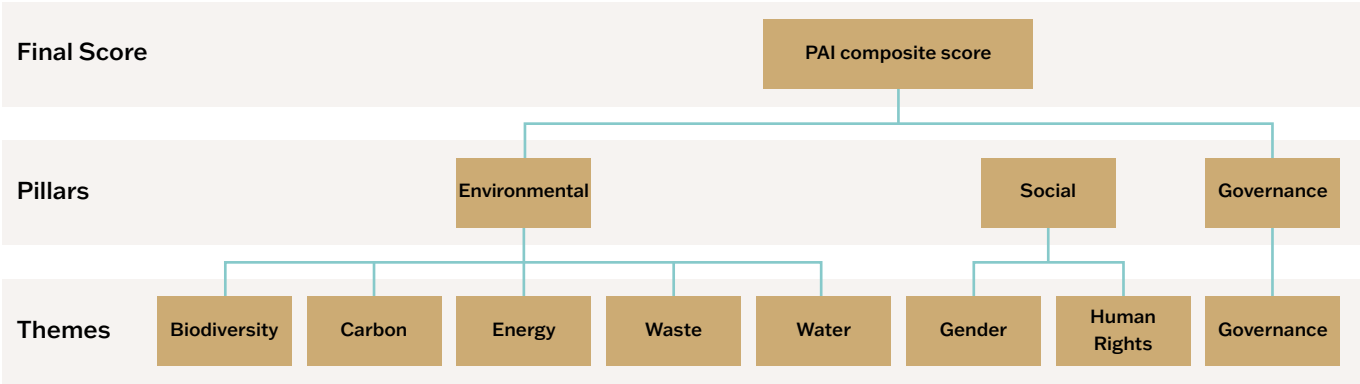 Final Score
PAI composite score
Pillars
Environmental
Social
Governance
Themes
Biodiversity
Carbon
Energy
Waste
Water
Gender
Human
Rights
Governance